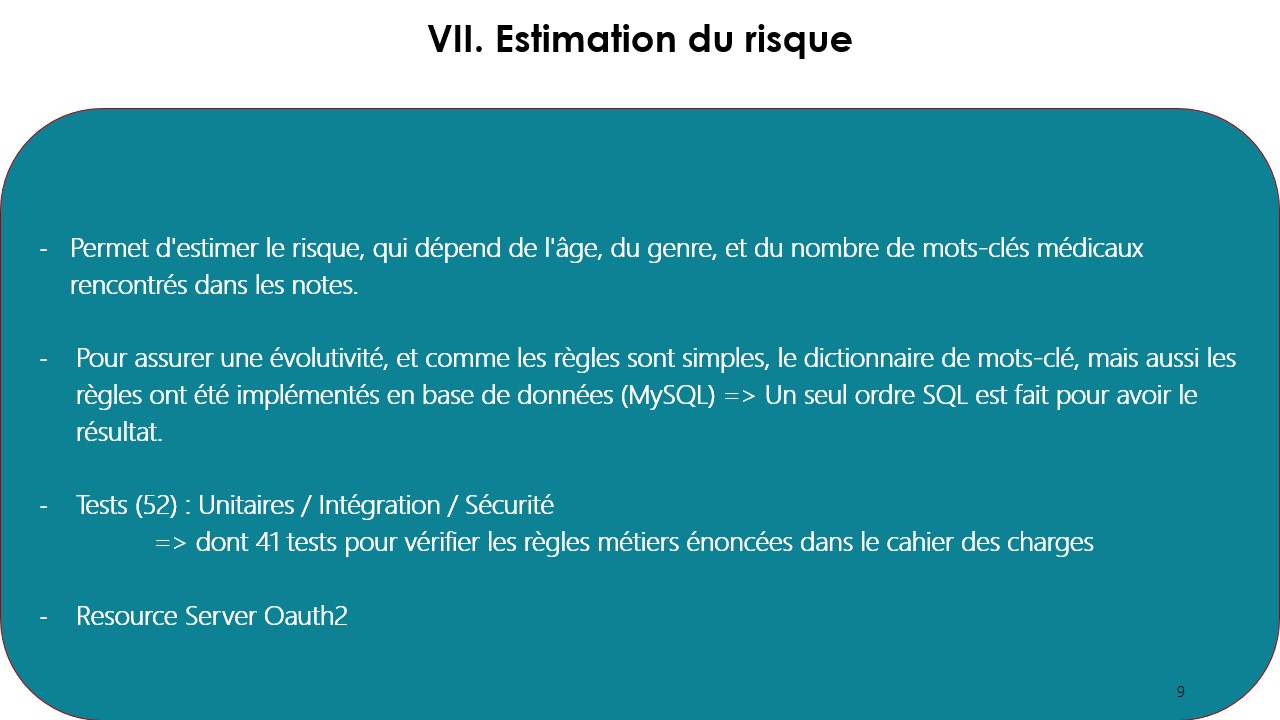 VII. Estimation du risque
- Permet d'estimer le risque, qui dépend de l'âge, du genre, et du nombre de mots-clés médicaux
rencontrés dans les notes.
- Pour assurer une évolutivité, et comme les règles sont simples, le dictionnaire de mots-clé, mais aussi les
règles ont été implémentés en base de données (MySQL) => Un seul ordre SQL est fait pour avoir le
résultat.
- Tests (52) : Unitaires / Intégration / Sécurité
=> dont 41 tests pour vérifier les règles métiers énoncées dans le cahier des charges
- Resource Server Oauth2
9